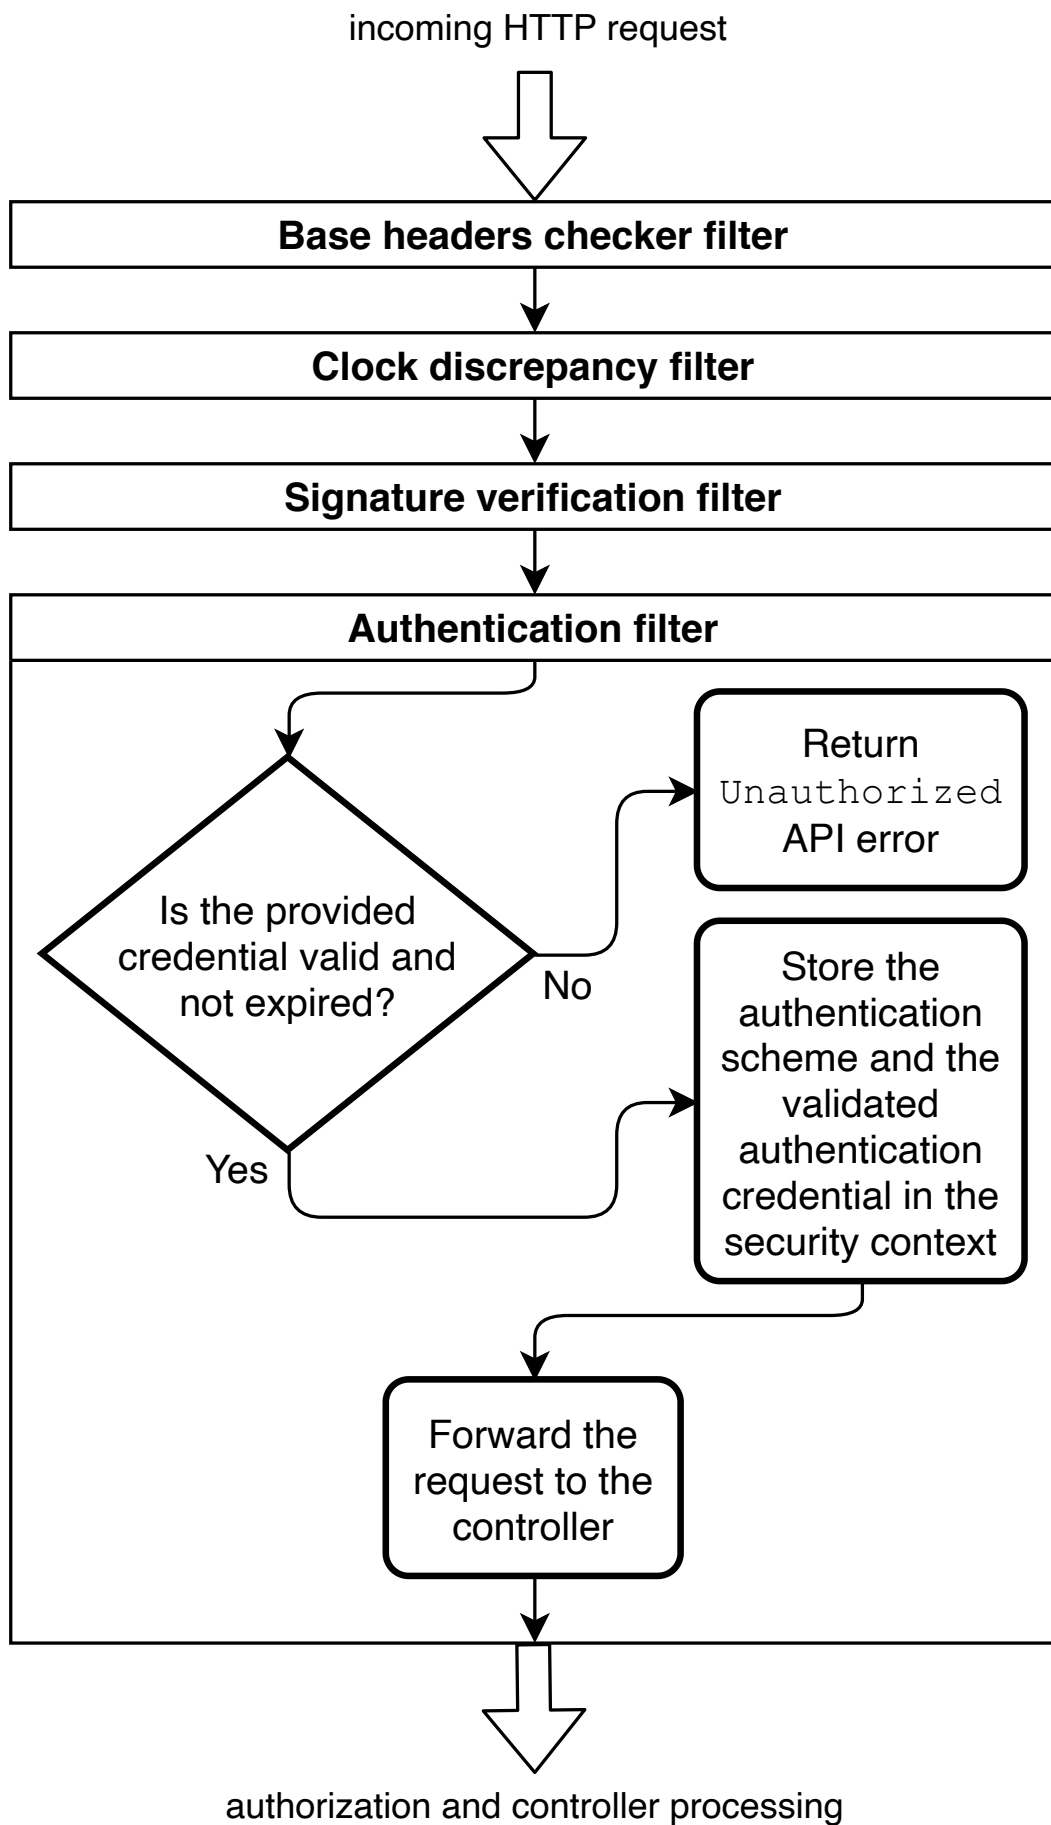 incoming HTTP request
Base headers checker filter
Clock discrepancy filter
Signature verification filter
Authentication filter
Return
Unauthorized
API error
Is the provided
credential valid and
not expired?
No
Store the
authentication
scheme and the
validated
authentication
credential in the
security context
Yes
Forward the
request to the
controller
authorization and controller processing